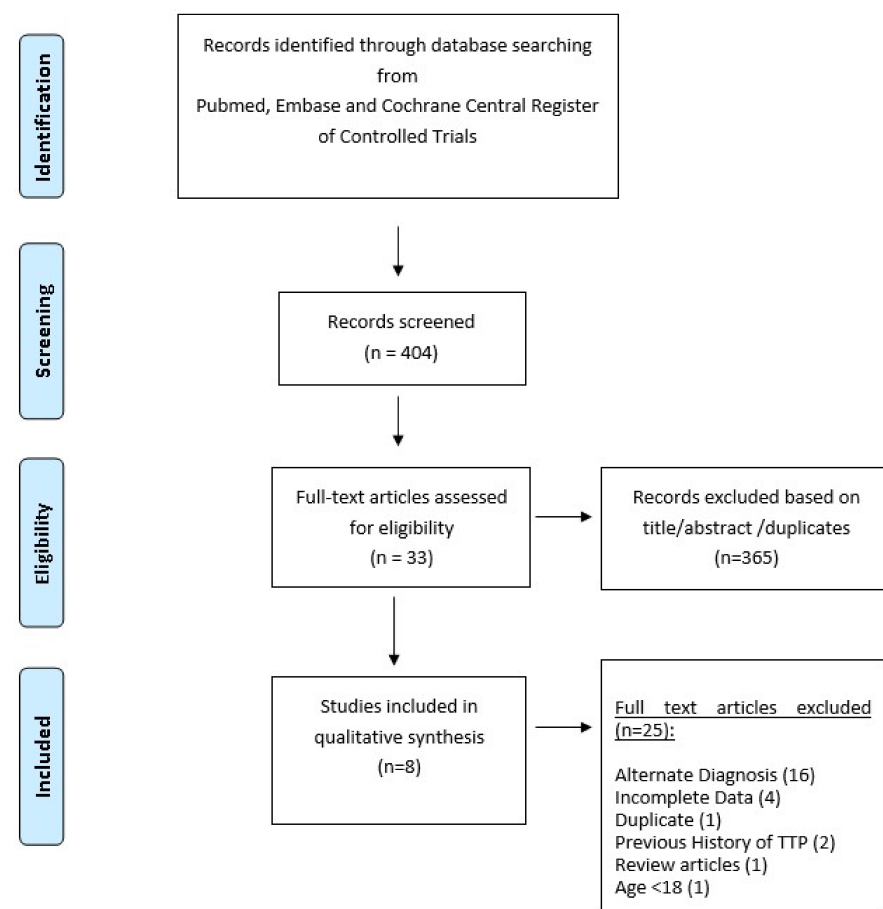 Identification
Records identified through database searching
from
Pubmed, Embase and Cochrane Central Register
of Controlled Trials
Screening
Records screened
(n = 404)
Eligibility
Full-text articles assessed
for eligibility
(n = 33)
Records excluded based on
title/abstract /duplicates
(n=365)
Included
Studies included in
qualitative synthesis
(n=8)
Full text articles excluded
(n=25):
Alternate Diagnosis (16)
Incomplete Data (4)
Duplicate (1)
Previous History of TTP (2)
Review articles (1)
Age <18 (1)